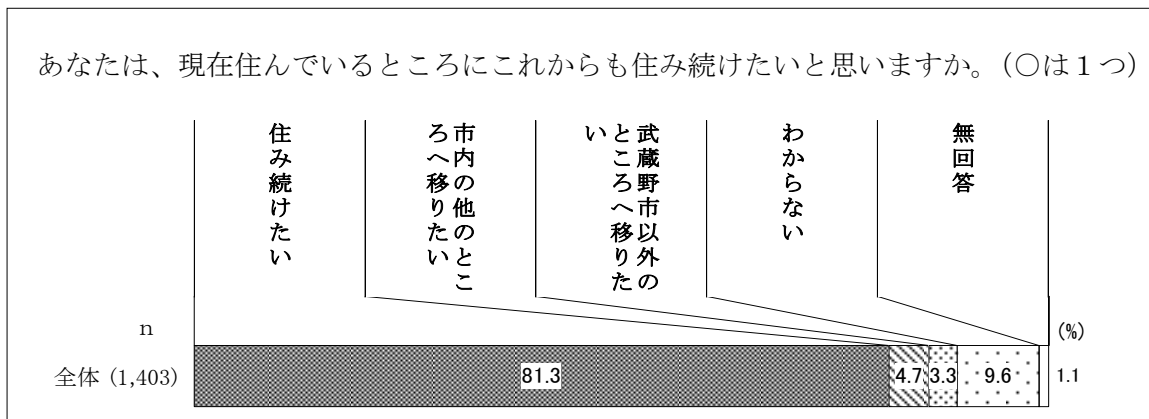 あなたは、現在住んでいるところにこれからも住み続けたいと思いますか。（○は１つ）
住み続けたい
市内の他のとこ
ろへ移りたい
武蔵野市以外の
ところへ移りた
い
わからない
無回答
ｎ
(%)
全体 (1,403)
81.3
4.7
3.3
9.6
1.1